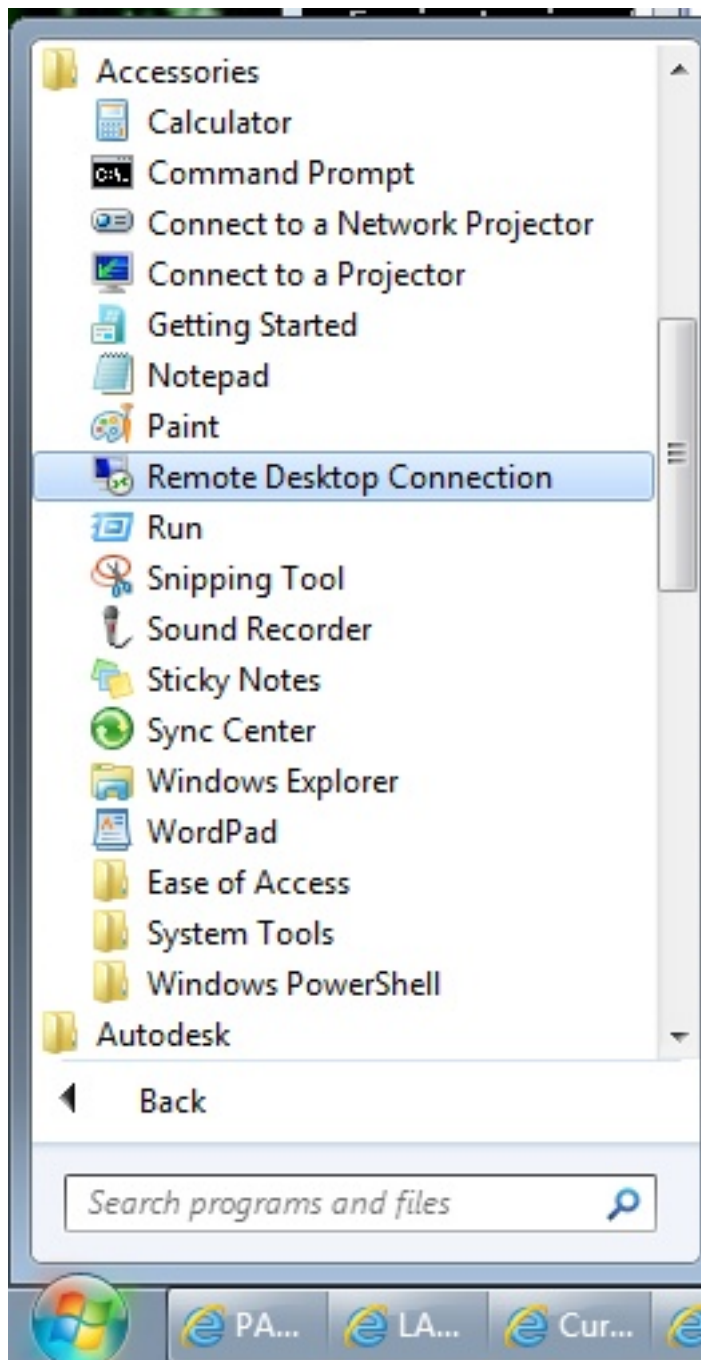 Accessories
Calculator
Command Prompt
Connect to a Network Projector
Connect to a Projector
Getting Started
Notepad
Paint
Remote Desktop Connection
Run
Snipping Tool
Sound Recorder
Sticky Notes
Sync Center
Windows Explorer
WordPad
Ease of Access
System Tools
Windows PowerShell
Autodesk
Back
Search programs and files
PA... LA... Cur...